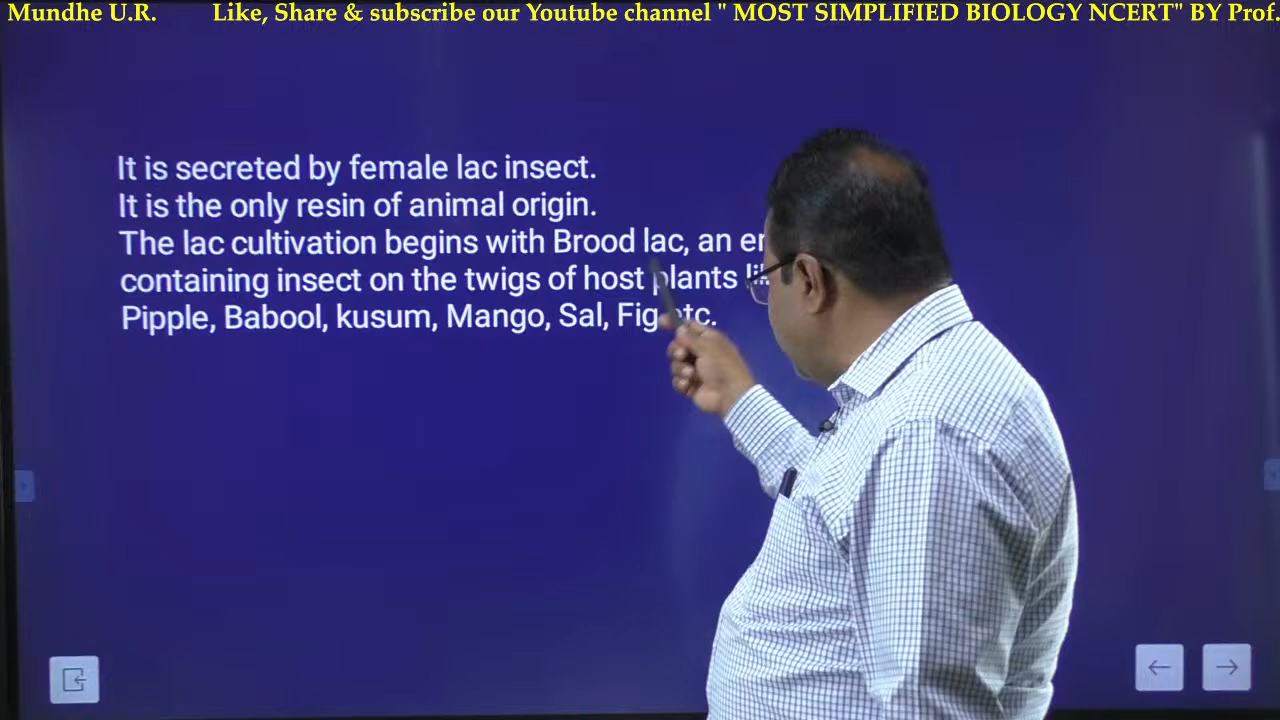 Mundhe U.R. Like, Share & subscribe our Youtube channel " MOST SIMPLIFIED BIOLOGY NCERT" BY Prof.
It is secreted by female lac insect.
It is the only resin of animal origin.
The lac cultivation begins with Brood lac, an
containing insect on the twigs of host plants
Pipple, Babool, kusum, Mango, Sal, Fig etc.